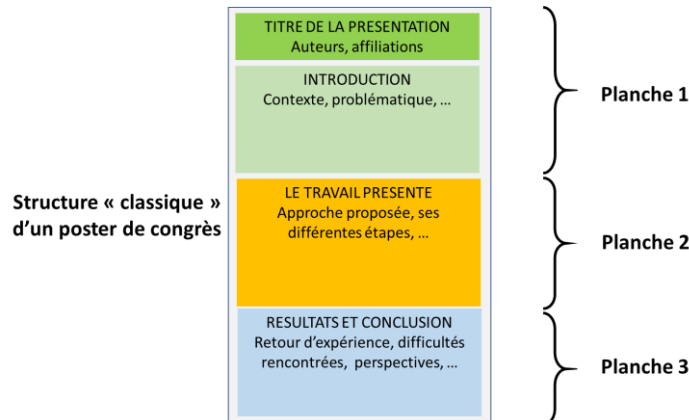 TITRE DE LA PRESENTATION
Auteurs, affiliations
INTRODUCTION
Contexte, problématique, …
Planche 1
Structure « classique »
d'un poster de congrès
LE TRAVAIL PRESENTE
Approche proposée, ses
différentes étapes, …
Planche 2
RESULTATS ET CONCLUSION
Retour d'expérience, difficultés
rencontrées, perspectives, …
Planche 3